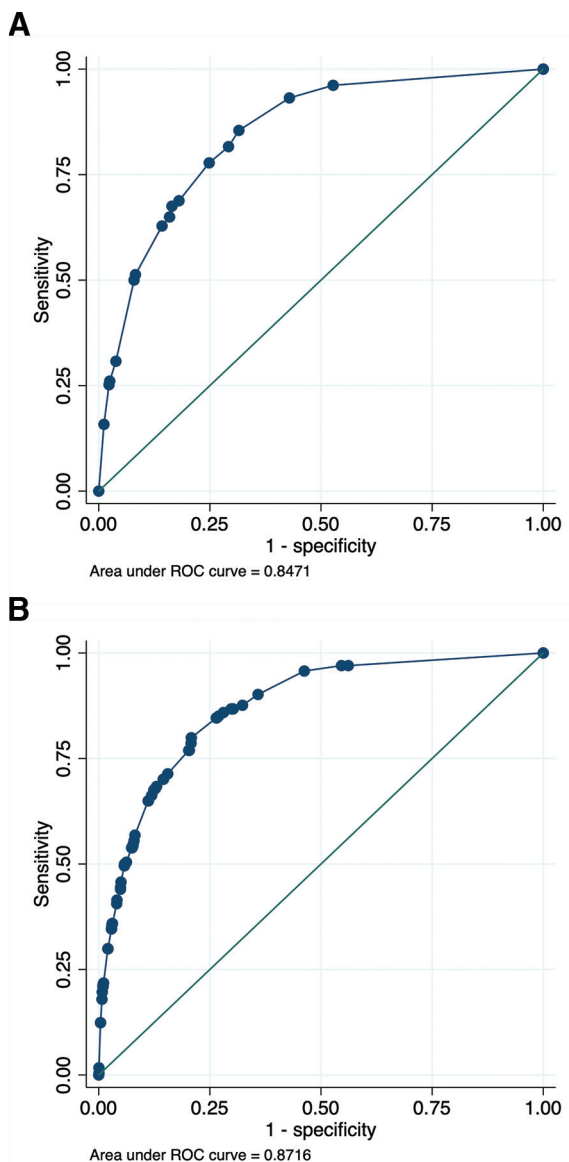 A
1.00
0.75
0.50
0.25
0.00
Sensitivity
0.00 0.25 0.50 0.75 1.00
1 - specificity
Area under ROC curve = 0.8471
B
1.00
0.75
0.50
0.25
0.00
Sensitivity
0.00 0.25 0.50 0.75 1.00
1 - specificity
Area under ROC curve = 0.8716